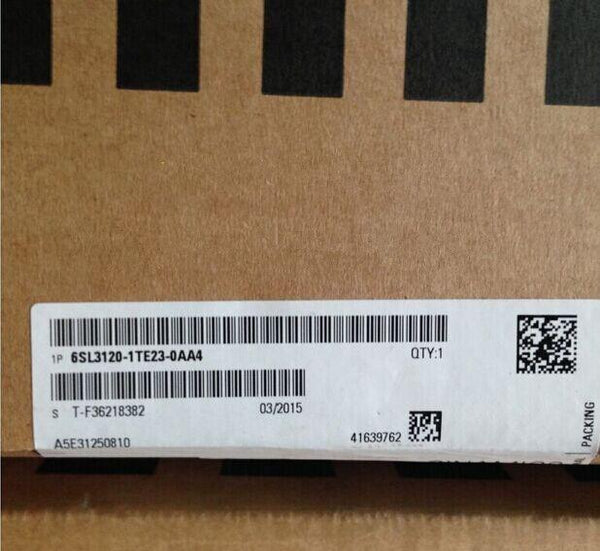 1P 6SL3120-1TE23-0AA4 QTY:1
S T-F36218382 03/2015
A5E31250810 41639762
PACKING